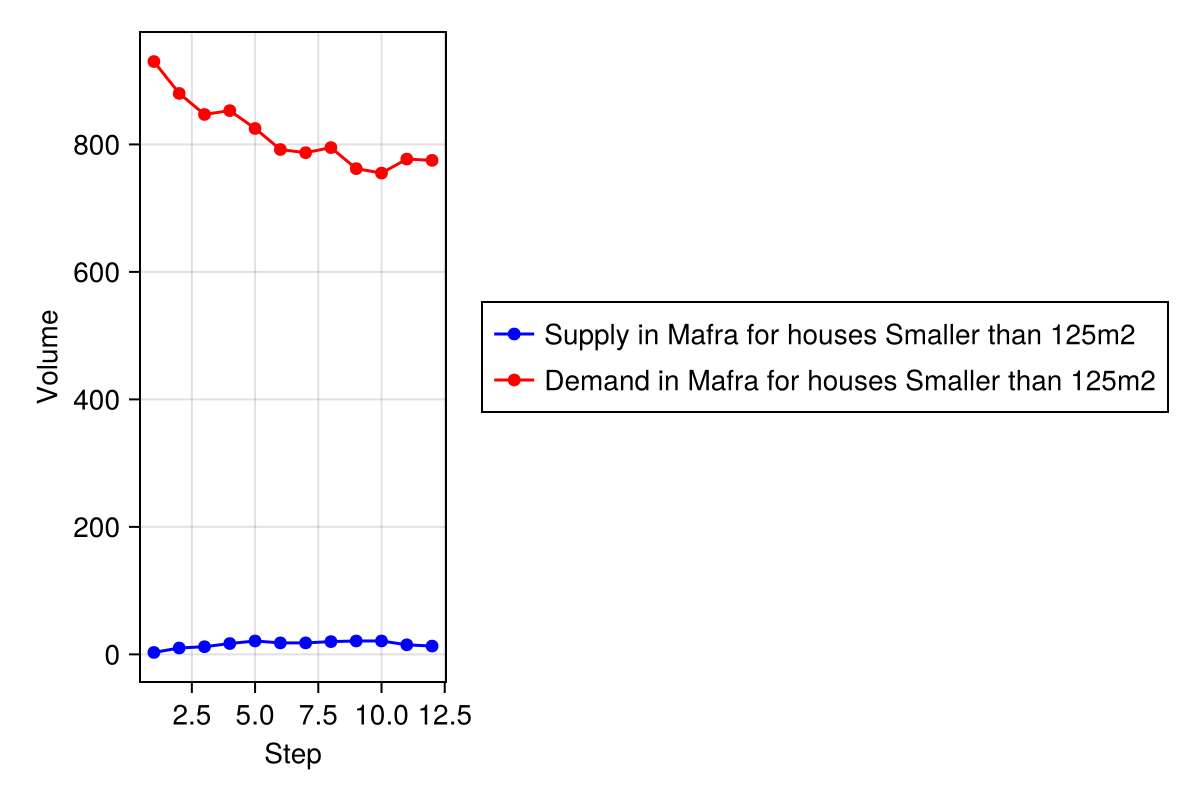 800
600
400
200
0
Volume
2.5 5.0 7.5 10.0 12.5
Step
Supply in Mafra for houses Smaller than 125m2
Demand in Mafra for houses Smaller than 125m2